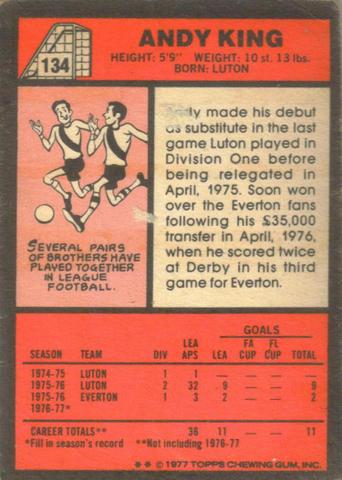 134
ANDY KING
HEIGHT: 5'9" WEIGHT: 10 st. 13 lbs.
BORN: LUTON
made his debut
as substitute in the last
game Luton played in
Division One before
being relegated in
April, 1975. Soon won
over the Everton fans
following his £35,000
transfer in April, 1976,
when he scored twice
at Derby in his third
game for Everton.
SEVERAL PAIRS
OF BROTHERS HAVE
PLAYED TOGETHER
IN LEAGUE
FOOTBALL.
GOALS
SEASON TEAM DIV LEA APS LEA FA CUP FL CUP TOTAL
1974-75 LUTON 1 1
1975-76 LUTON 2 32 9 9
1975-76 EVERTON 1 3 2 2
1976-77*
CAREER TOTALS** 36 11 11
*Fill in season's record **Not including 1976-77
** © 1977 TOPPS CHEWING GUM, INC.